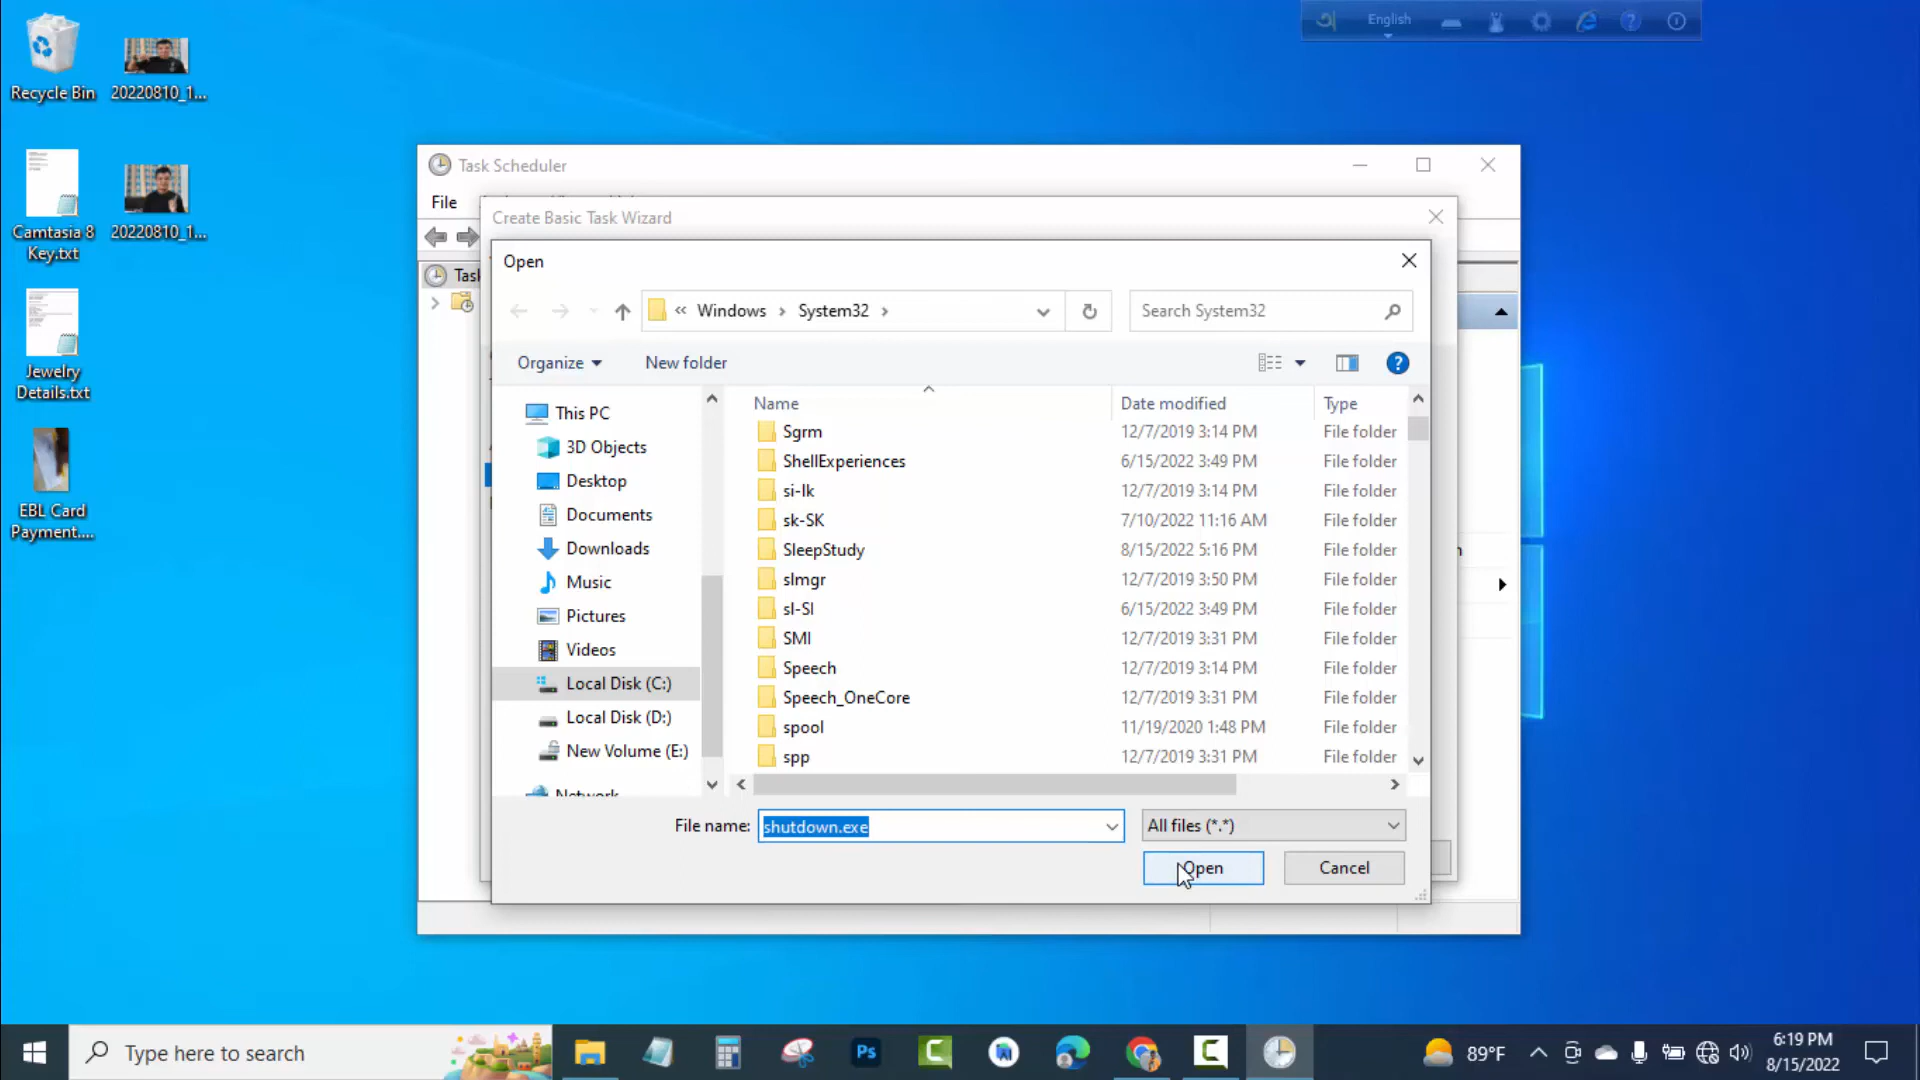 English
Recycle Bin
20220810_1...
Camtasia 8
Key.txt
20220810_1...
Jewelry
Details.txt
EBL Card
Payment....
Task Scheduler
File
Create Basic Task Wizard
Task
Open
« Windows › System32 ›
Search System32
Organize
New folder
This PC
3D Objects
Desktop
Documents
Downloads
Music
Pictures
Videos
Local Disk (C:)
Local Disk (D:)
New Volume (E:)
Network
Name Date modified Type
Sgrm 12/7/2019 3:14 PM File folder
ShellExperiences 6/15/2022 3:49 PM File folder
si-lk 12/7/2019 3:14 PM File folder
sk-SK 7/10/2022 11:16 AM File folder
SleepStudy 8/15/2022 5:16 PM File folder
slmgr 12/7/2019 3:50 PM File folder
sl-SI 6/15/2022 3:49 PM File folder
SMI 12/7/2019 3:31 PM File folder
Speech 12/7/2019 3:14 PM File folder
Speech_OneCore 12/7/2019 3:31 PM File folder
spool 11/19/2020 1:48 PM File folder
spp 12/7/2019 3:31 PM File folder
File name: shutdown.exe
All files (*.*)
Open
Cancel
Type here to search
Ps
89°F
6:19 PM
8/15/2022